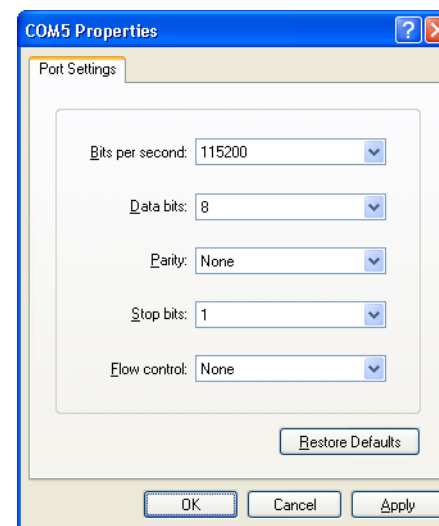 COM5 Properties
?
Port Settings
Bits per second: 115200
Data bits: 8
Parity: None
Stop bits: 1
Flow control: None
Restore Defaults
OK Cancel Apply